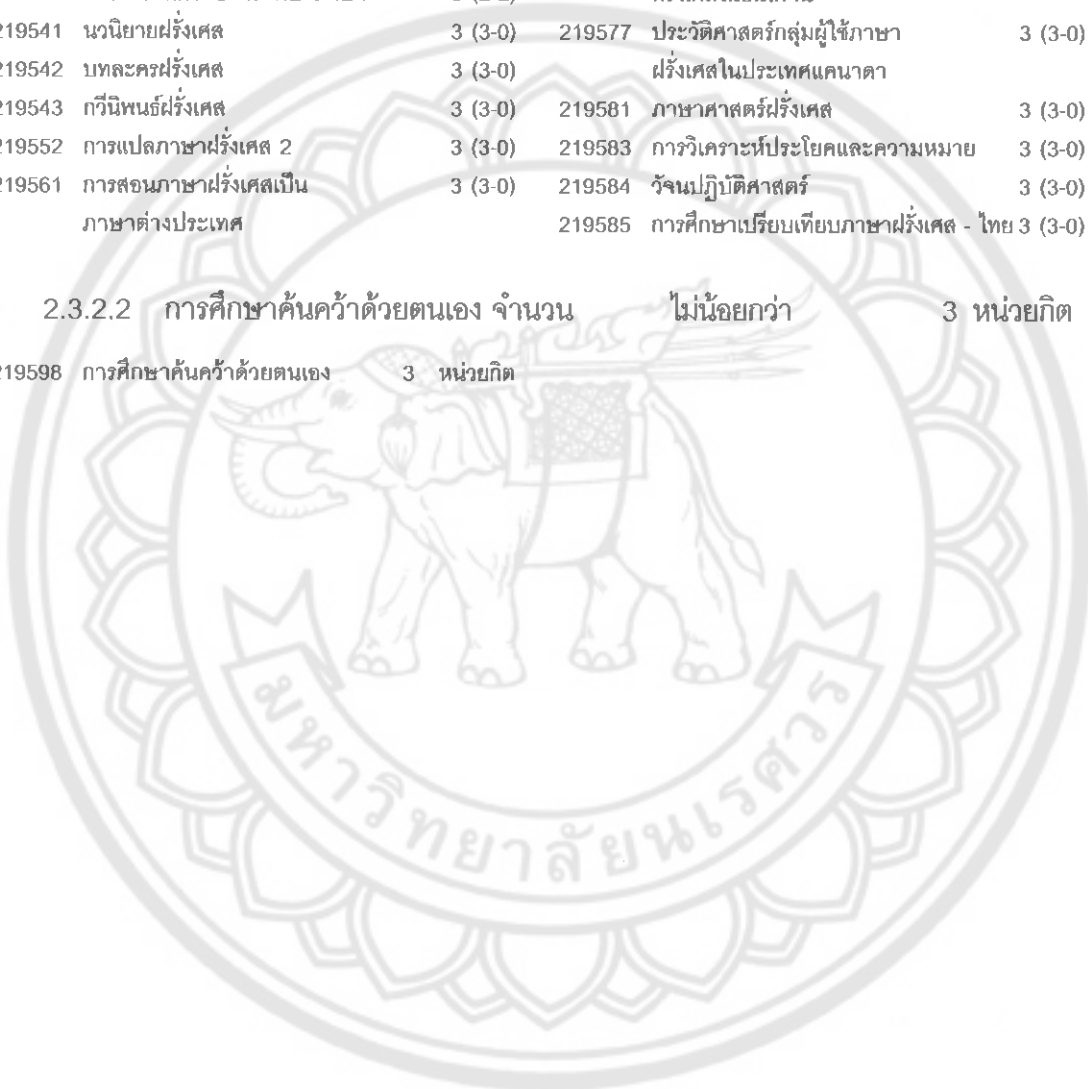 3 (2-2)
219541 นวนิยายฝรั่งเศส 3 (3-0)
219542 บทละครฝรั่งเศส 3 (3-0)
219543 กวีนิพนธ์ฝรั่งเศส 3 (3-0)
219552 การแปลภาษาฝรั่งเศส 2 3 (3-0)
219561 การสอนภาษาฝรั่งเศสเป็น 3 (3-0)
ภาษาต่างประเทศ
219577 ประวัติศาสตร์กลุ่มผู้ใช้ภาษา 3 (3-0)
ฝรั่งเศสในประเทศแคนาดา
219581 ภาษาศาสตร์ฝรั่งเศส 3 (3-0)
219583 การวิเคราะห์ประโยคและความหมาย 3 (3-0)
219584 วัจนปฏิบัติศาสตร์ 3 (3-0)
219585 การศึกษาเปรียบเทียบภาษาฝรั่งเศส - ไทย 3 (3-0)
2.3.2.2 การศึกษาค้นคว้าด้วยตนเอง จำนวน ไม่น้อยกว่า 3 หน่วยกิต
219598 การศึกษาค้นคว้าด้วยตนเอง 3 หน่วยกิต
มหาวิทยาลัยนเรศวร